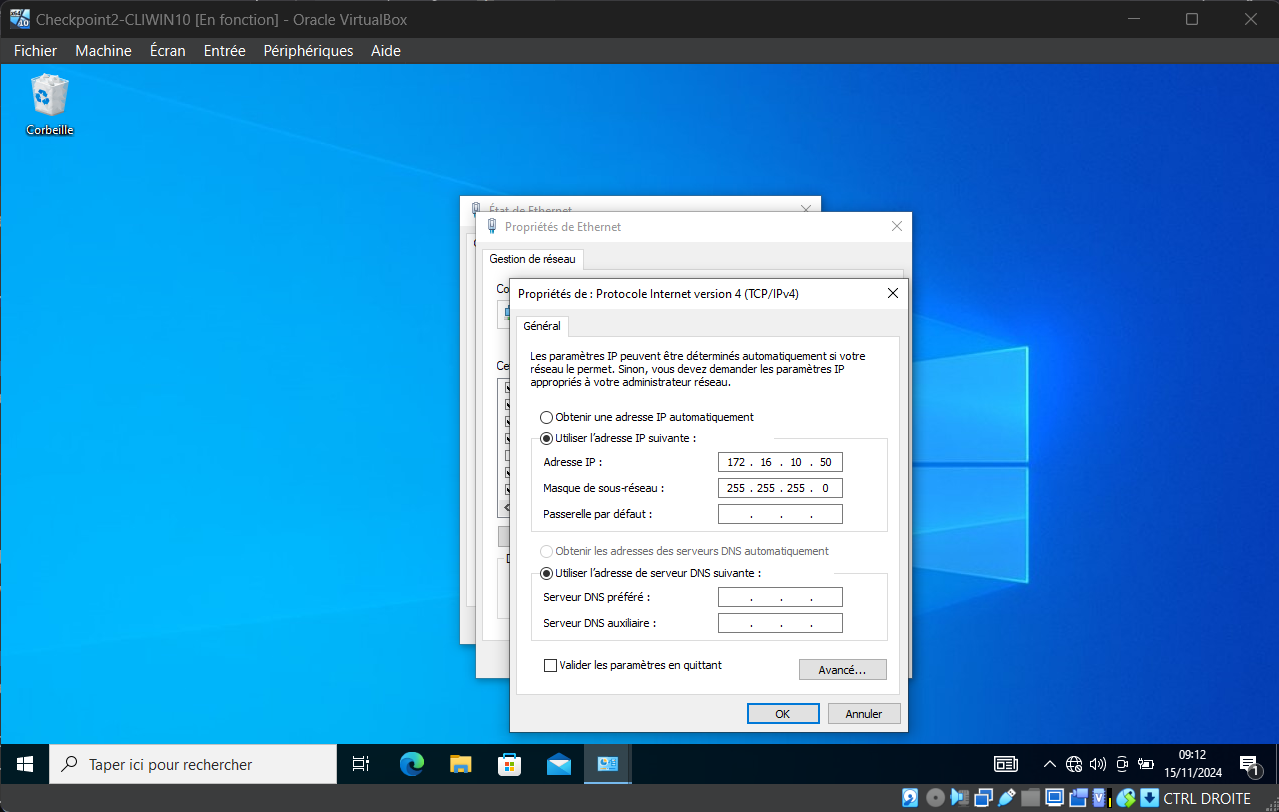 Checkpoint2-CLIWIN10 [En fonction] - Oracle VirtualBox
Fichier Machine Écran Entrée Périphériques Aide
Corbeille
État de Ethernet
Propriétés de Ethernet
Gestion de réseau
Co
Propriétés de : Protocole Internet version 4 (TCP/IPv4)
Général
Les paramètres IP peuvent être déterminés automatiquement si votre
réseau le permet. Sinon, vous devez demander les paramètres IP
appropriés à votre administrateur réseau.
Ce
Obtenir une adresse IP automatiquement
Utiliser l'adresse IP suivante :
Adresse IP : 172 . 16 . 10 . 50
Masque de sous-réseau : 255 . 255 . 255 . 0
Passerelle par défaut : . . .
Obtenir les adresses des serveurs DNS automatiquement
Utiliser l'adresse de serveur DNS suivante :
Serveur DNS préféré : . . .
Serveur DNS auxiliaire : . . .
Valider les paramètres en quittant
Avancé...
OK Annuler
Taper ici pour rechercher
09:12
15/11/2024
1
CTRL DROITE